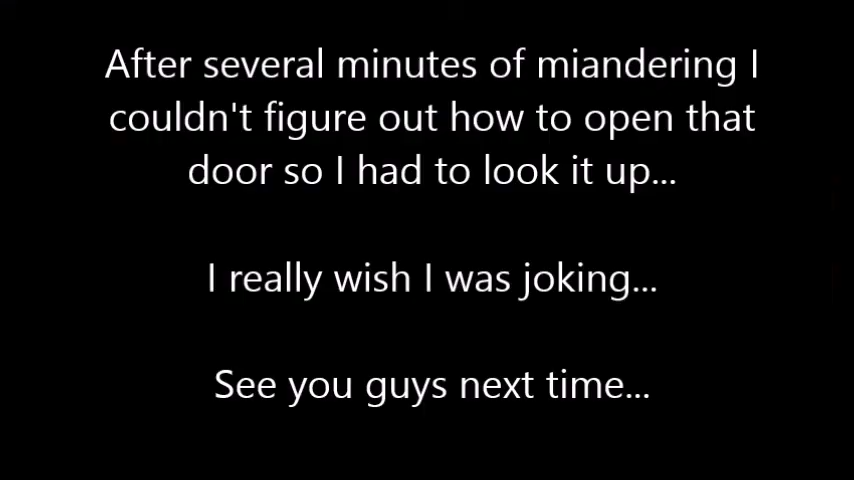 After several minutes of miandering I
couldn't figure out how to open that
door so I had to look it up...
I really wish I was joking...
See you guys next time...